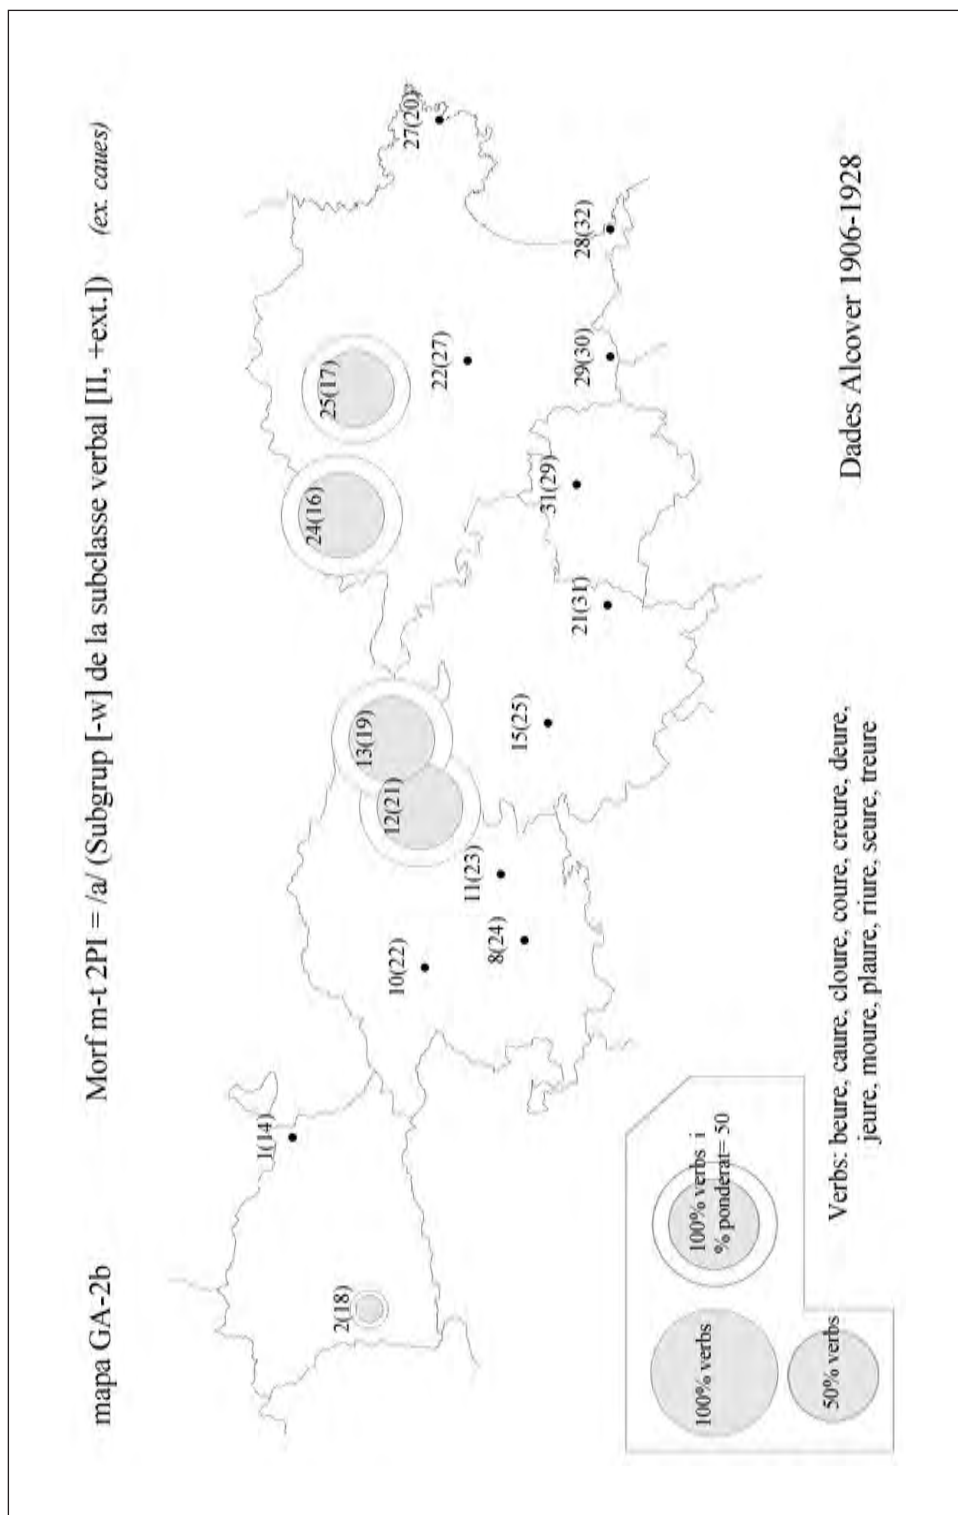 mapa GA-2b
Morf m-t 2PI = /a/ (Subgrup [-w] de la subclasse verbal [II, +ext.]) (ex. caues)
1(14)
2(18)
10(22)
8(24)
11(23)
12(21)
13(19)
15(25)
21(31)
31(29)
24(16)
25(17)
22(27)
29(30)
28(32)
27(20)
100% verbs
50% verbs
100% verbs i
% ponderat= 50
Verbs: beure, caure, cloure, coure, creure, deure,
jeure, moure, plaure, riure, seure, treure
Dades Alcover 1906-1928